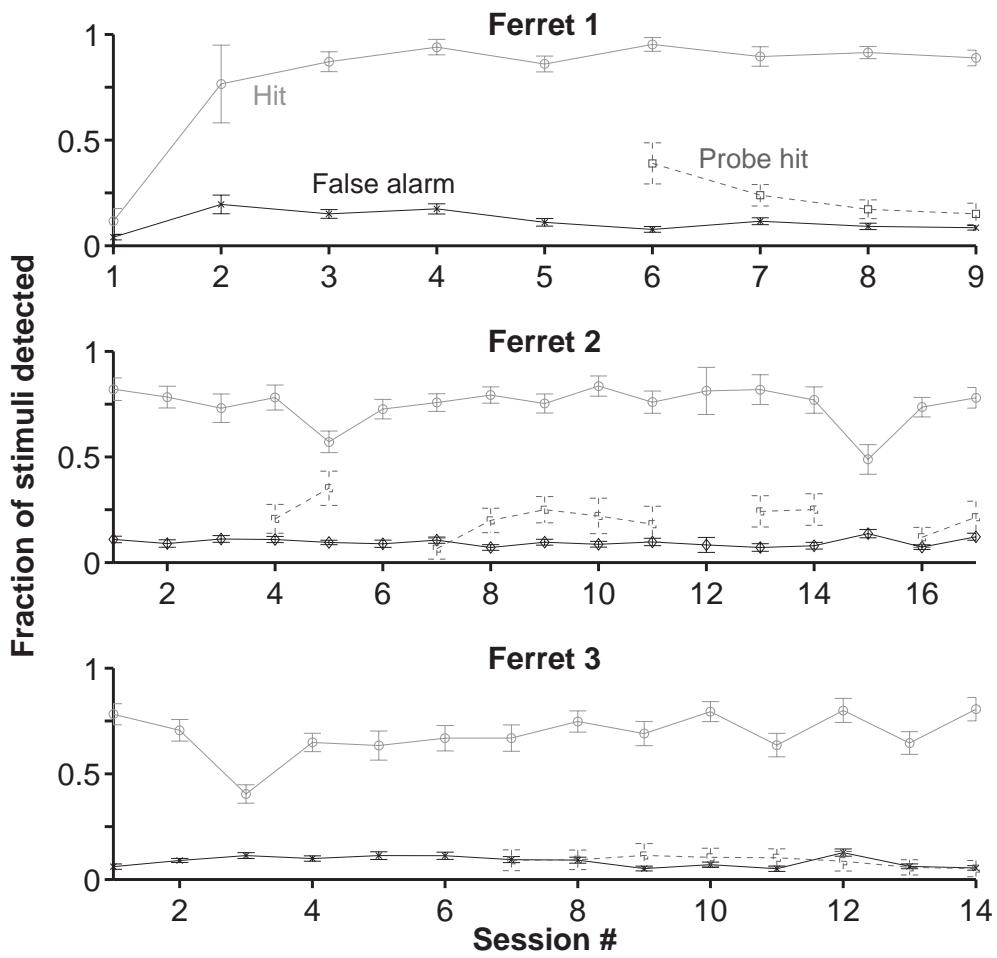 Ferret 1
1
0.5
0
Hit
False alarm
Probe hit
1 2 3 4 5 6 7 8 9
Ferret 2
1
0.5
0
2 4 6 8 10 12 14 16
Ferret 3
1
0.5
0
2 4 6 8 10 12 14
Session #
Fraction of stimuli detected